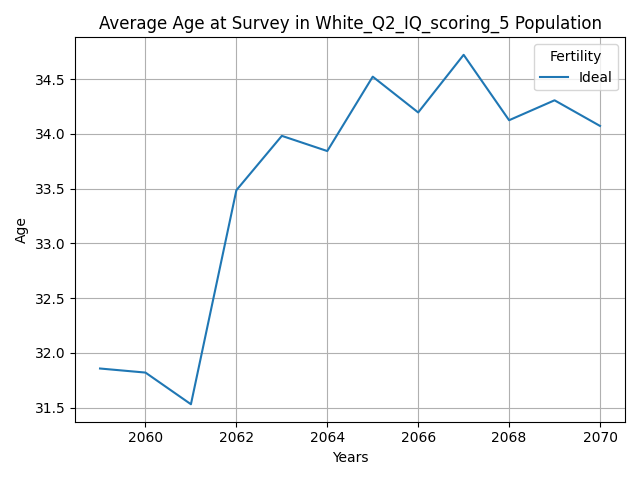 Average Age at Survey in White_Q2_IQ_scoring_5 Population
Fertility
Ideal
34.5
34.0
33.5
33.0
32.5
32.0
31.5
Age
2060 2062 2064 2066 2068 2070
Years